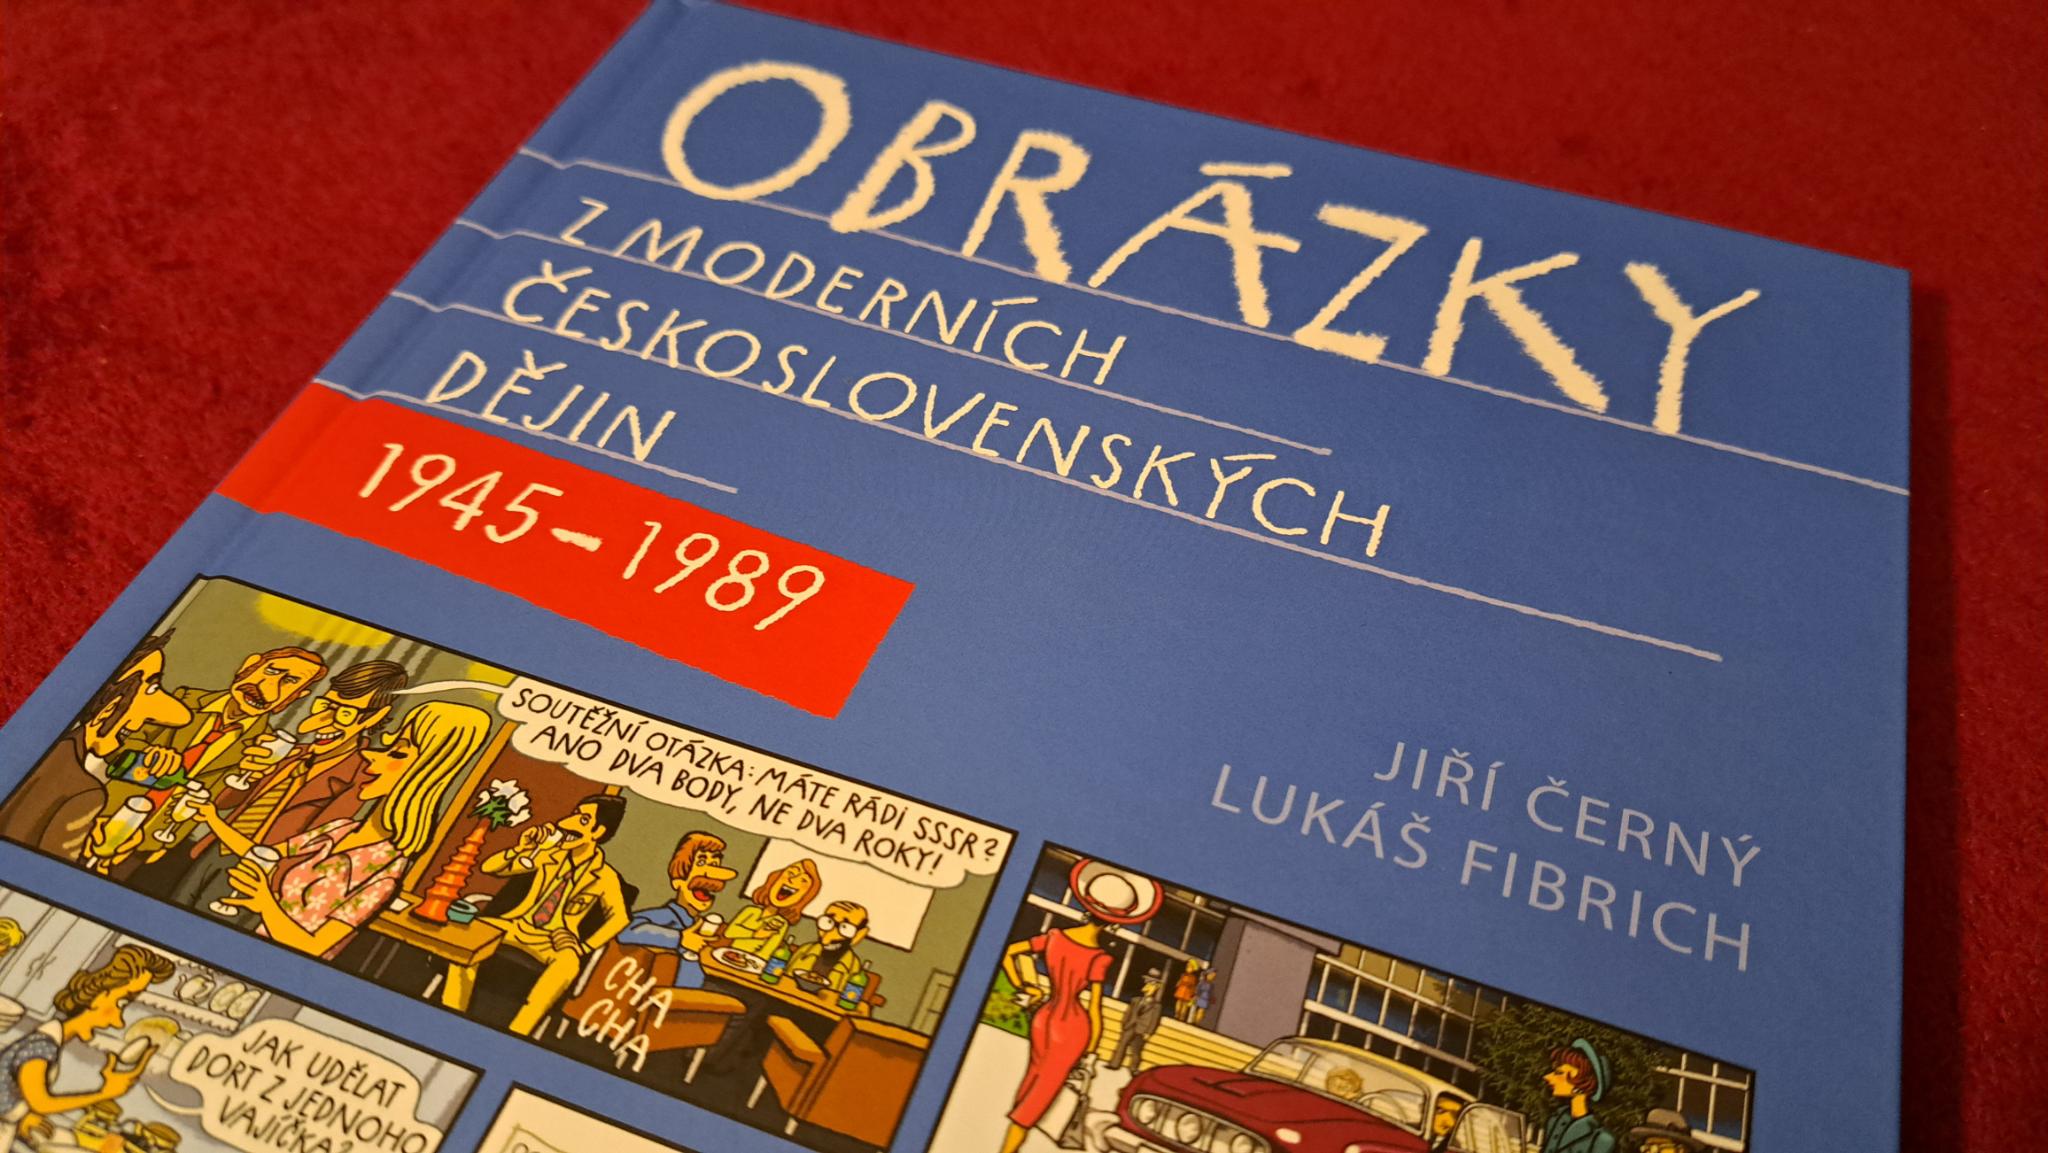 OBRÁZKY
Z MODERNÍCH
ČESKOSLOVENSKÝCH
DĚJIN
1945–1989
JIŘÍ ČERNÝ
LUKÁŠ FIBRICH
SOUTĚŽNÍ OTÁZKA: MÁTE RÁDI SSSR?
ANO DVA BODY, NE DVA ROKY!
CHA
CHA
JAK UDĚLAT
DORT Z JEDNOHO
VAJÍČKA?